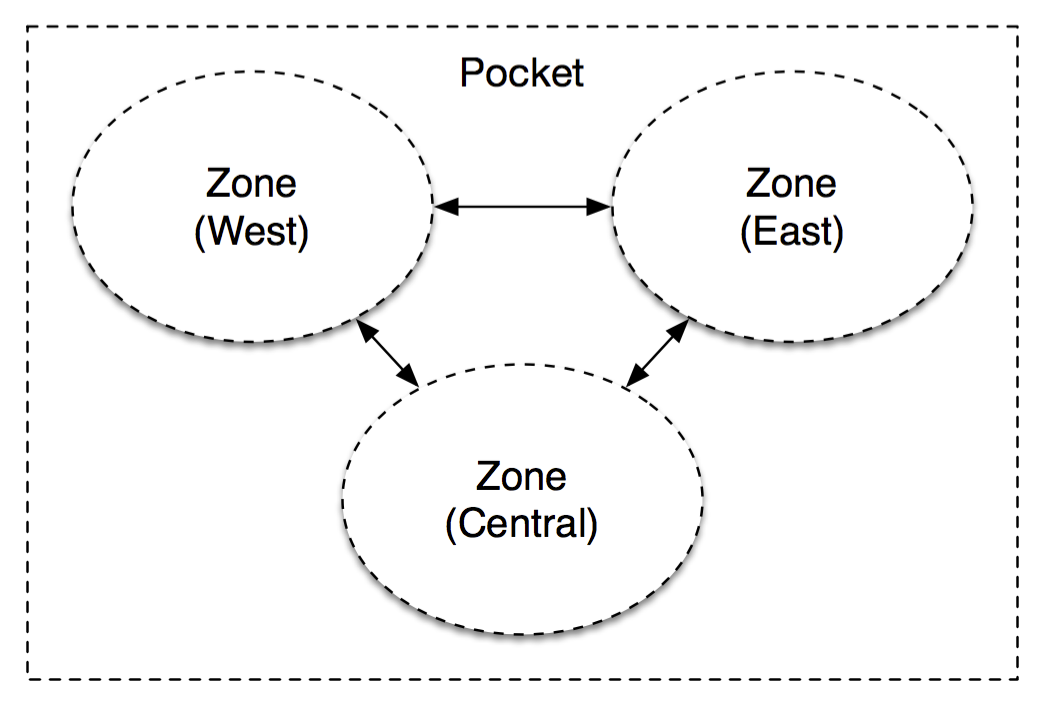 Pocket
Zone
(West)
Zone
(East)
Zone
(Central)